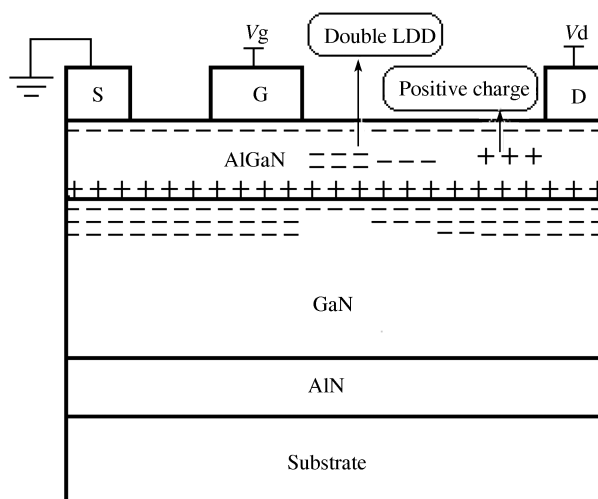 Vg
Vd
Double LDD
Positive charge
S
G
D
AlGaN
GaN
AlN
Substrate